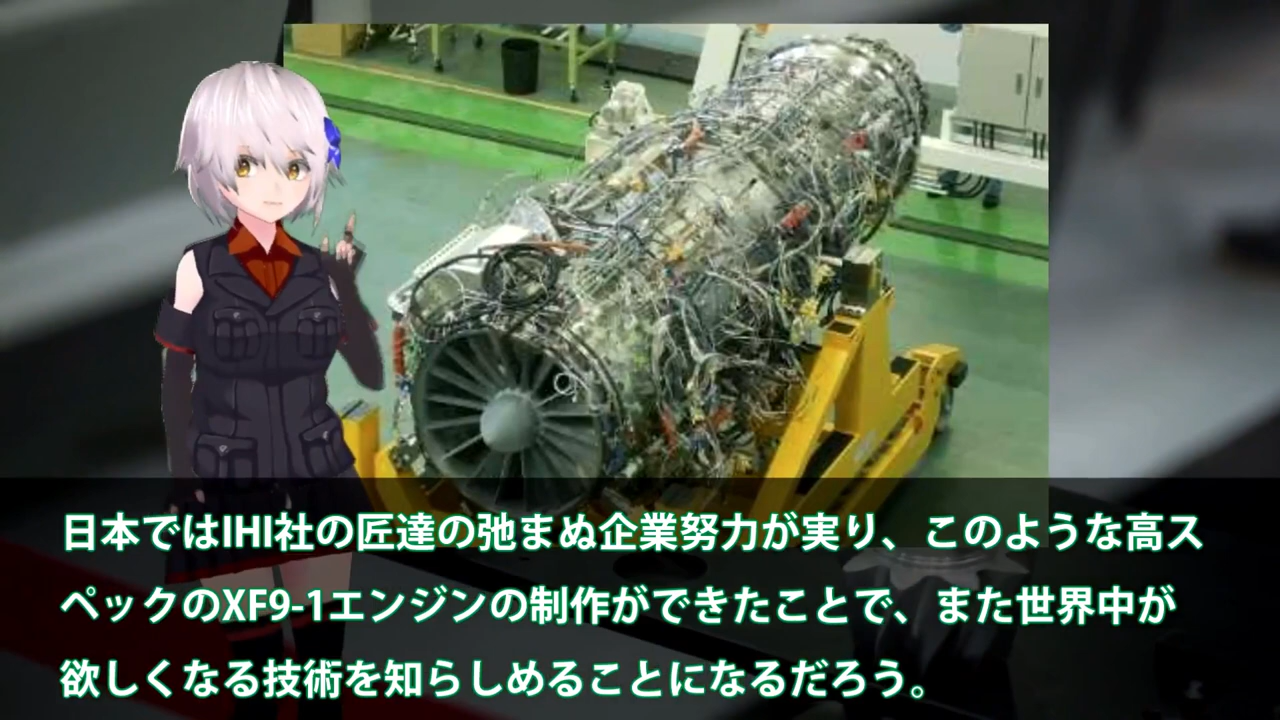 日本ではIHI社の匠達の弛まぬ企業努力が実り、このような高ス
ペックのXF9-1エンジンの制作ができたことで、また世界中が
欲しくなる技術を知らしめることになるだろう。